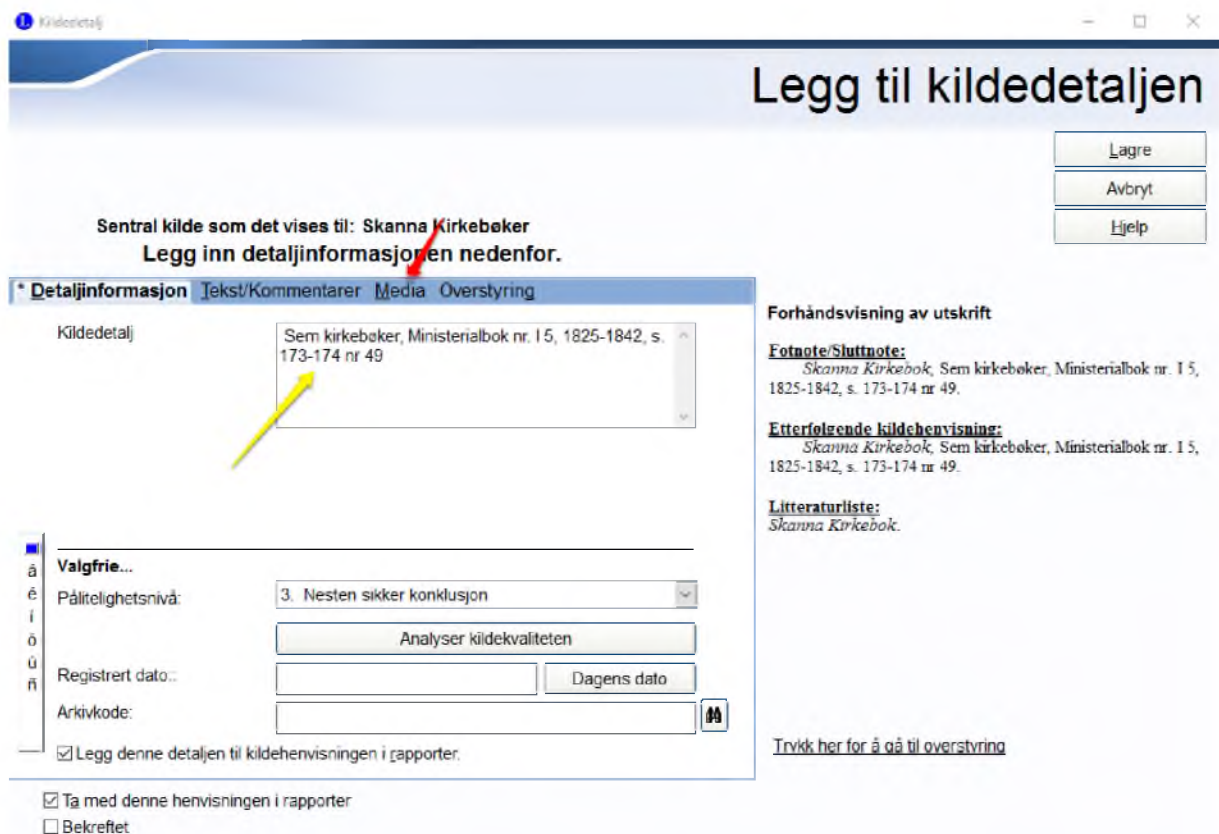 Kildedetalj
Legg til kildedetaljen
Lagre
Avbryt
Hjelp
Sentral kilde som det vises til: Skanna Kirkebøker
Legg inn detaljinformasjonen nedenfor.
* Detaljinformasjon Tekst/Kommentarer Media Overstyring
Kildedetalj
Sem kirkebøker, Ministerialbok nr. I 5, 1825-1842, s.
173-174 nr 49
Valgfrie...
Pålitelighetsnivå:
3. Nesten sikker konklusjon
Analyser kildekvaliteten
Registrert dato::
Dagens dato
Arkivkode:
Legg denne detaljen til kildehenvisningen i rapporter.
Ta med denne henvisningen i rapporter
Bekreftet
Forhåndsvisning av utskrift
Fotnote/Sluttnote:
Skanna Kirkebok, Sem kirkebøker, Ministerialbok nr. I 5,
1825-1842, s. 173-174 nr 49.
Etterfølgende kildehenvisning:
Skanna Kirkebok, Sem kirkebøker, Ministerialbok nr. I 5,
1825-1842, s. 173-174 nr 49.
Litteraturliste:
Skanna Kirkebok.
Trykk her for å gå til overstyring